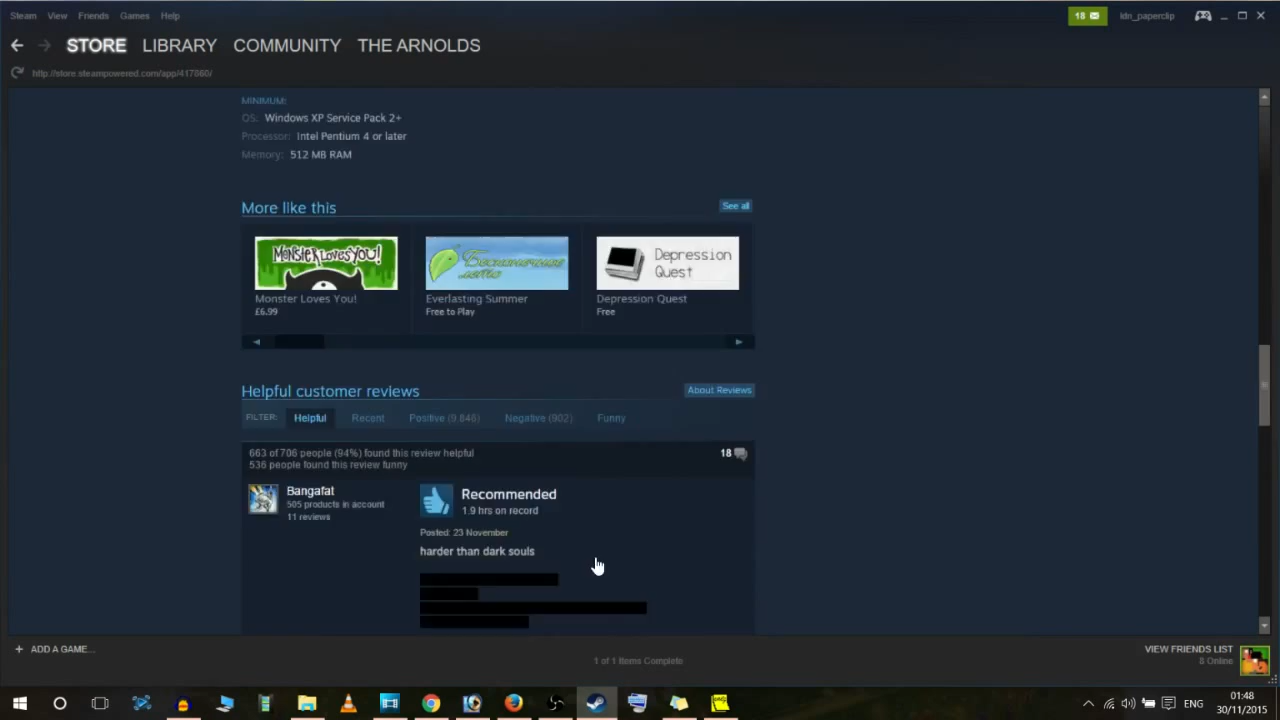 Steam View Friends Games Help
18
kln_paperclip
STORE LIBRARY COMMUNITY THE ARNOLDS
http://store.steampowered.com/app/417860/
MINIMUM:
OS: Windows XP Service Pack 2+
Processor: Intel Pentium 4 or later
Memory: 512 MB RAM
More like this
See all
MONSTER LOVES YOU!
Бесконечное лето
Depression Quest
Monster Loves You!
£6.99
Everlasting Summer
Free to Play
Depression Quest
Free
Helpful customer reviews
About Reviews
FILTER: Helpful Recent Positive (9,846) Negative (902) Funny
663 of 706 people (94%) found this review helpful
536 people found this review funny
18
Bangafat
505 products in account
11 reviews
Recommended
1.9 hrs on record
Posted: 23 November
harder than dark souls
+ ADD A GAME...
1 of 1 Items Complete
VIEW FRIENDS LIST
8 Online
ENG
01:48
30/11/2015